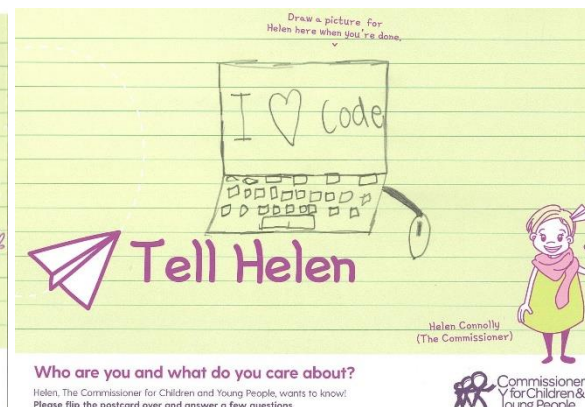 Draw a picture for
Helen here when you're done.
I ♡ Code
Tell Helen
Helen Connolly
(The Commissioner)
Who are you and what do you care about?
Helen, The Commissioner for Children and Young People, wants to know!
Please flip the postcard over and answer a few questions.
Commissioner
for Children &
Young People